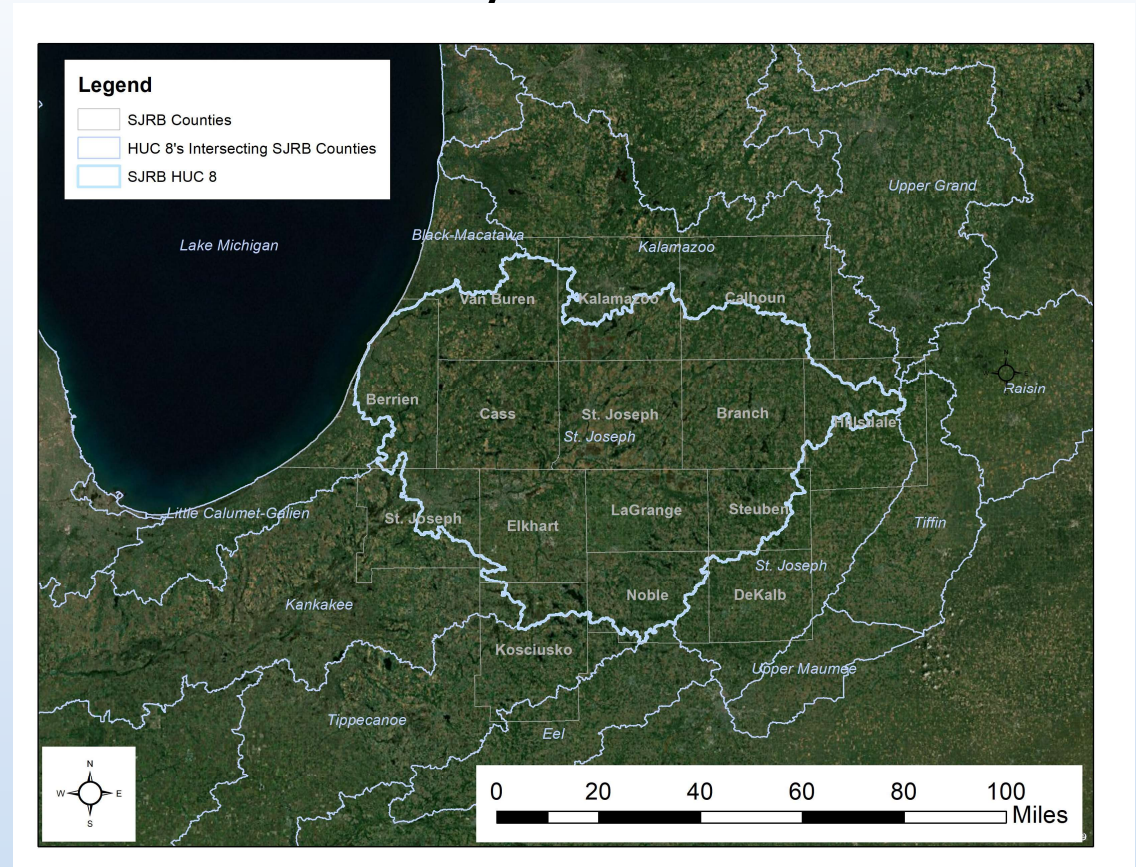 Legend
SJRB Counties
HUC 8's Intersecting SJRB Counties
SJRB HUC 8
Upper Grand
Black-Macatawa
Lake Michigan
Kalamazoo
Van Buren
Kalamazoo
Calhoun
N
Raisin
Berrien
Cass
St. Joseph
Branch
Hillsdale
St. Joseph
Little Calumet-Galien
St. Joseph
Elkhart
LaGrange
Steuben
Tiffin
St. Joseph
Kankakee
Noble
DeKalb
Kosciusko
Upper Maumee
Tippecanoe
Eel
N
W
E
S
0 20 40 60 80 100
Miles
9